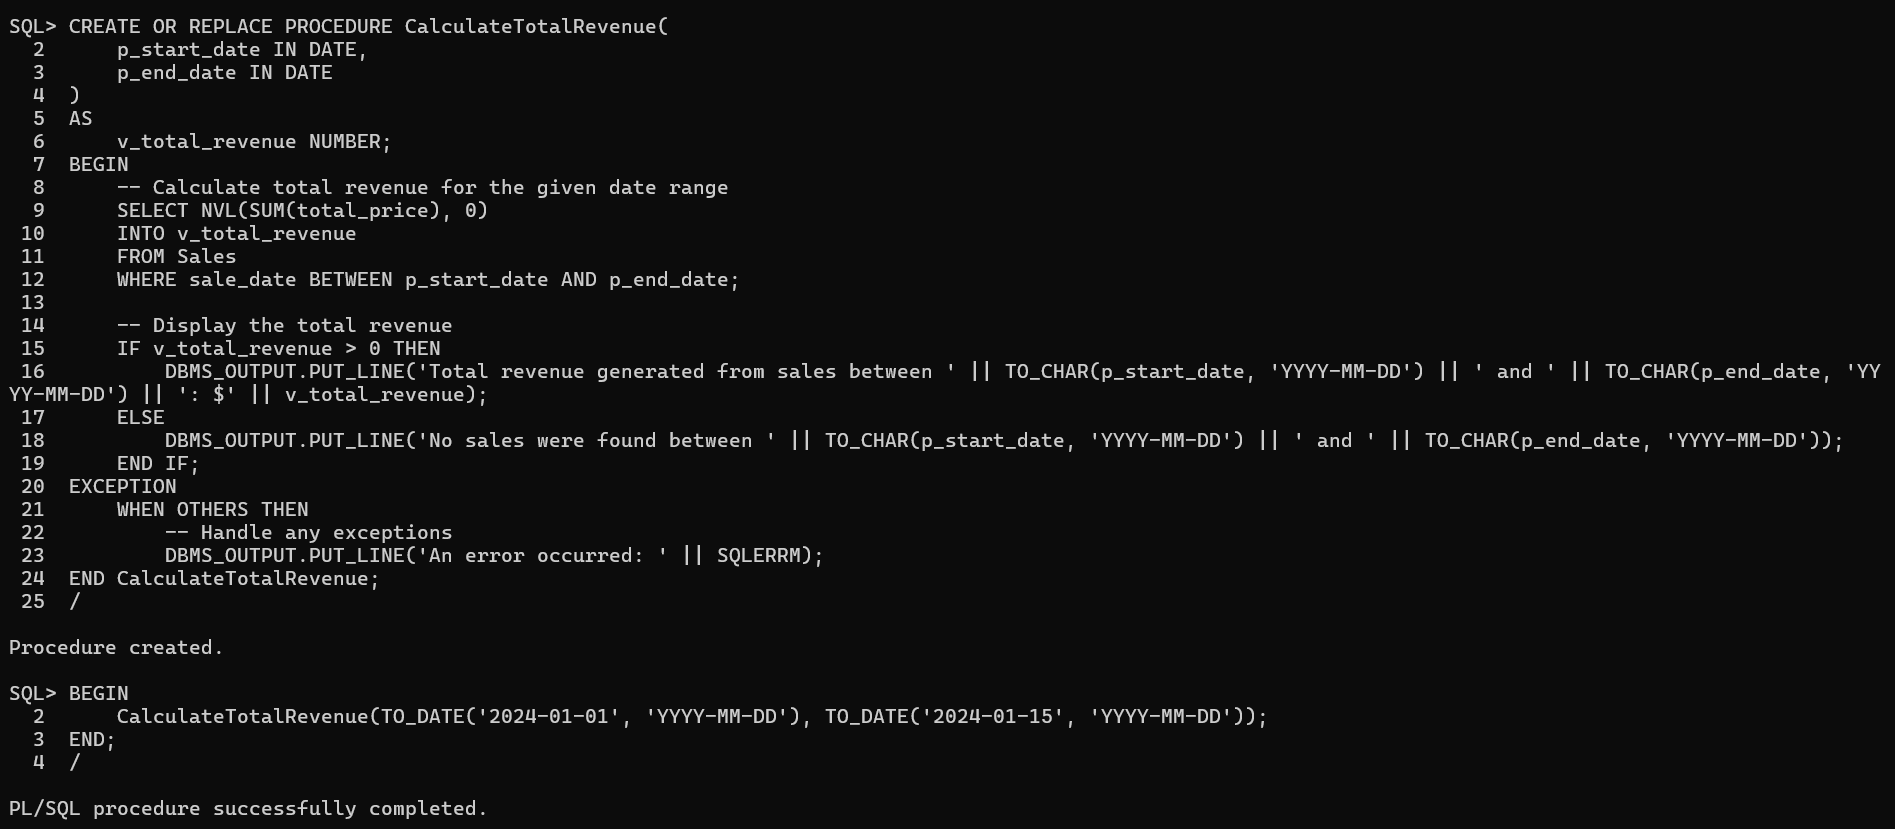 SQL> CREATE OR REPLACE PROCEDURE CalculateTotalRevenue(
  2      p_start_date IN DATE,
  3      p_end_date IN DATE
  4  )
  5  AS
  6      v_total_revenue NUMBER;
  7  BEGIN
  8      -- Calculate total revenue for the given date range
  9      SELECT NVL(SUM(total_price), 0)
 10      INTO v_total_revenue
 11      FROM Sales
 12      WHERE sale_date BETWEEN p_start_date AND p_end_date;
 13
 14      -- Display the total revenue
 15      IF v_total_revenue > 0 THEN
 16          DBMS_OUTPUT.PUT_LINE('Total revenue generated from sales between ' || TO_CHAR(p_start_date, 'YYYY-MM-DD') || ' and ' || TO_CHAR(p_end_date, 'YY
YY-MM-DD') || ': $' || v_total_revenue);
 17      ELSE
 18          DBMS_OUTPUT.PUT_LINE('No sales were found between ' || TO_CHAR(p_start_date, 'YYYY-MM-DD') || ' and ' || TO_CHAR(p_end_date, 'YYYY-MM-DD'));
 19      END IF;
 20  EXCEPTION
 21      WHEN OTHERS THEN
 22          -- Handle any exceptions
 23          DBMS_OUTPUT.PUT_LINE('An error occurred: ' || SQLERRM);
 24  END CalculateTotalRevenue;
 25  /

Procedure created.

SQL> BEGIN
  2      CalculateTotalRevenue(TO_DATE('2024-01-01', 'YYYY-MM-DD'), TO_DATE('2024-01-15', 'YYYY-MM-DD'));
  3  END;
  4  /

PL/SQL procedure successfully completed.